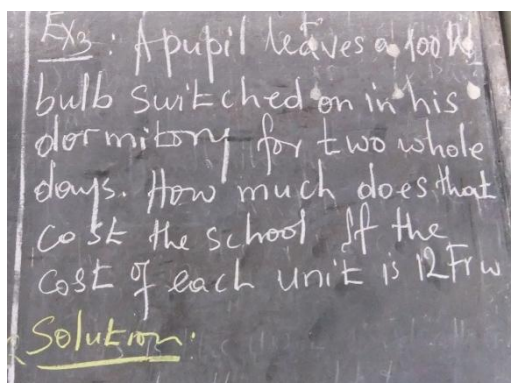 Ex3: A pupil leaves a 100W
bulb switched on in his
dormitory for two whole
days. How much does that
cost the school If the
cost of each unit is 12Frw
Solution: